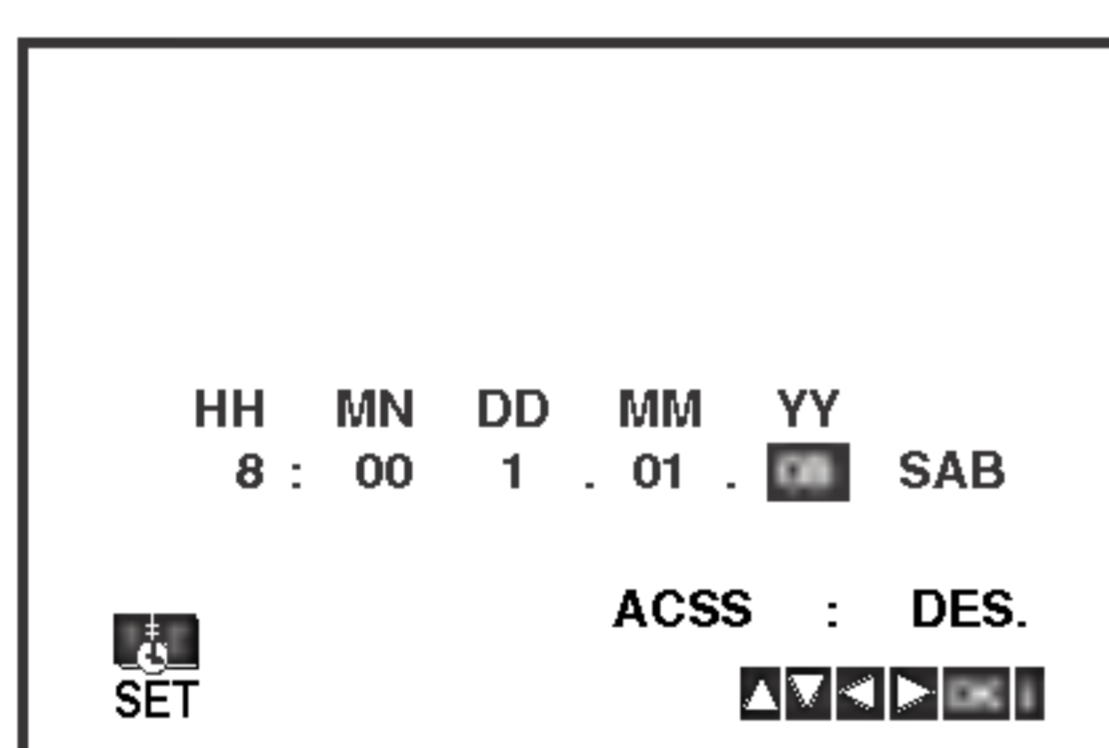 HH MN DD MM YY
8 : 00 1 . 01 . SAB
ACSS : DES.
SET